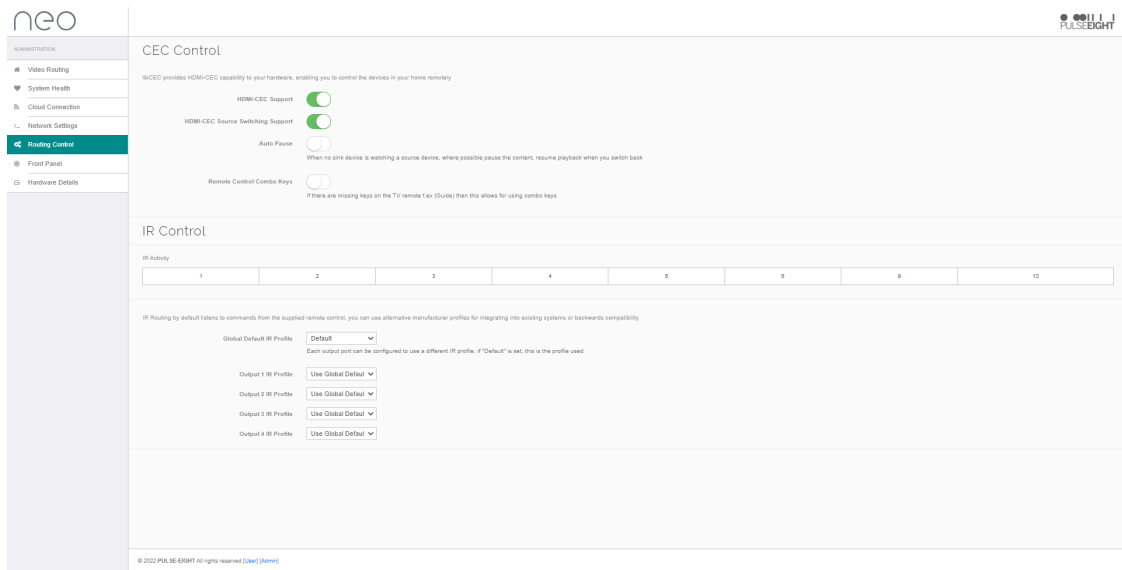 neo
PULSEEIGHT
ADMINISTRATION
Video Routing
System Health
Cloud Connection
Network Settings
Routing Control
Front Panel
Hardware Details
CEC Control
libCEC provides HDMI-CEC capability to your hardware, enabling you to control the devices in your home remotely
HDMI-CEC Support
HDMI-CEC Source Switching Support
Auto Pause
When no sink device is watching a source device, where possible pause the content, resume playback when you switch back
Remote Control Combo Keys
If there are missing keys on the TV remote f.ex (Guide) then this allows for using combo keys
IR Control
IR Activity
1 2 3 4 5 6 9 10
IR Routing by default listens to commands from the supplied remote control, you can use alternative manufacturer profiles for integrating into existing systems or backwards compatibility
Global Default IR Profile Default
Each output port can be configured to use a different IR profile, if "Default" is set, this is the profile used
Output 1 IR Profile Use Global Defaul
Output 2 IR Profile Use Global Defaul
Output 3 IR Profile Use Global Defaul
Output 4 IR Profile Use Global Defaul
© 2022 PULSE-EIGHT All rights reserved [User] [Admin]